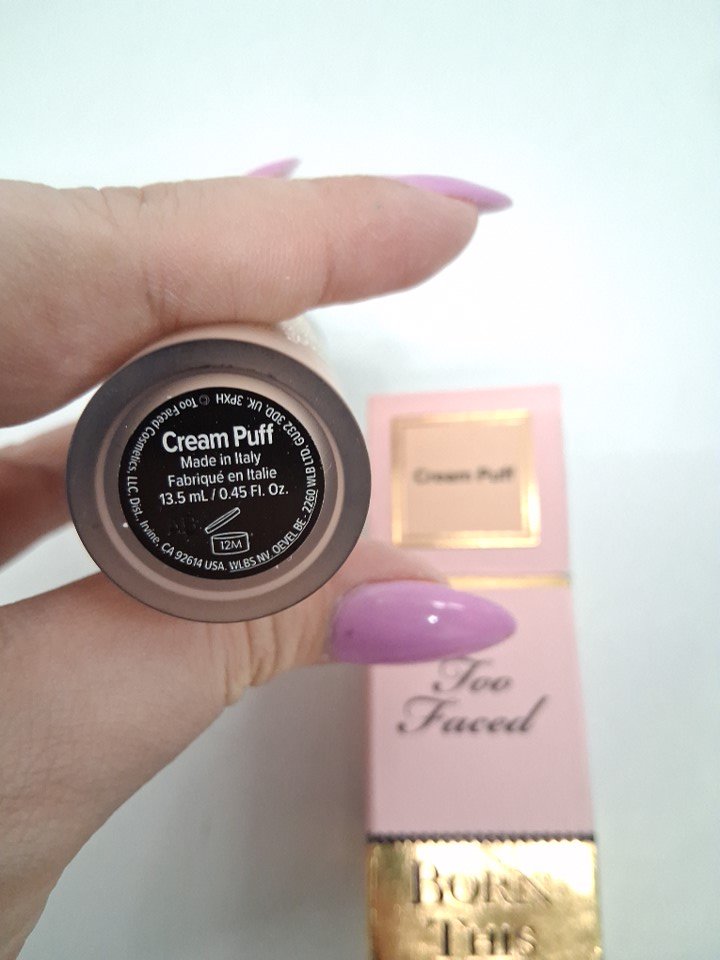 Cream Puff
Made in Italy
Fabriqué en Italie
13.5 mL / 0.45 Fl. Oz.
12M
© Too Faced Cosmetics, LLC, Dist., Irvine, CA 92614 USA. WLBS NV. OEVEL BE - 2260 WLB LTD. GU32 3DD, UK. 3PXH
Cream Puff
Too
Faced
BORN
THIS